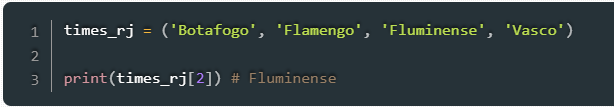 1 times_rj = ('Botafogo', 'Flamengo', 'Fluminense', 'Vasco')
2
3 print(times_rj[2]) # Fluminense